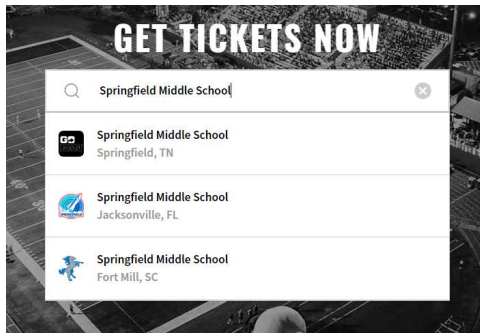 GET TICKETS NOW
Springfield Middle School
Springfield Middle School
Springfield, TN
Springfield Middle School
Jacksonville, FL
Springfield Middle School
Fort Mill, SC